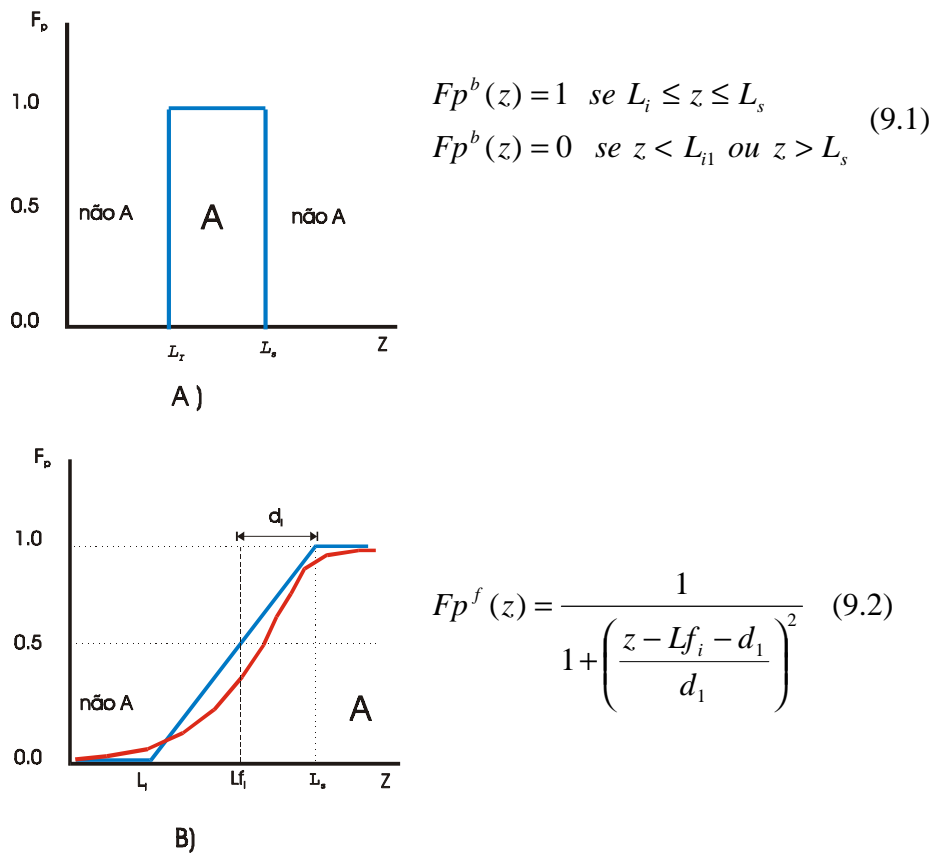 Fₚ
1.0
0.5
0.0
não A
A
não A
L_I
L_s
Z
A )
Fp^b(z) = 1 se L_i ≤ z ≤ L_s
Fp^b(z) = 0 se z < L_{i1} ou z > L_s
(9.1)
Fₚ
d_I
1.0
0.5
0.0
não A
A
L_I
Lf_I
L_s
Z
B)
Fp^f(z) = 1 / (1 + ((z − Lf_i − d_1) / d_1)^2) (9.2)